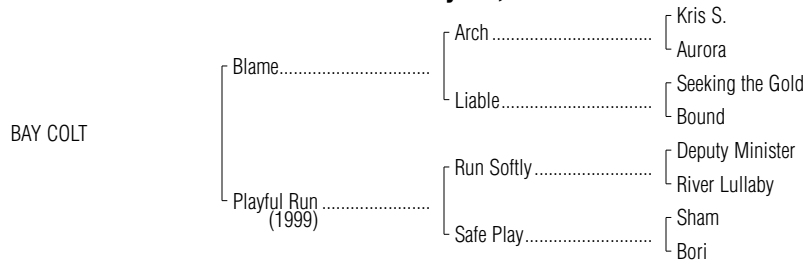 Kris S.
Arch
Aurora
Blame
Seeking the Gold
Liable
Bound
BAY COLT
Deputy Minister
Run Softly
River Lullaby
Playful Run
(1999)
Sham
Safe Play
Bori